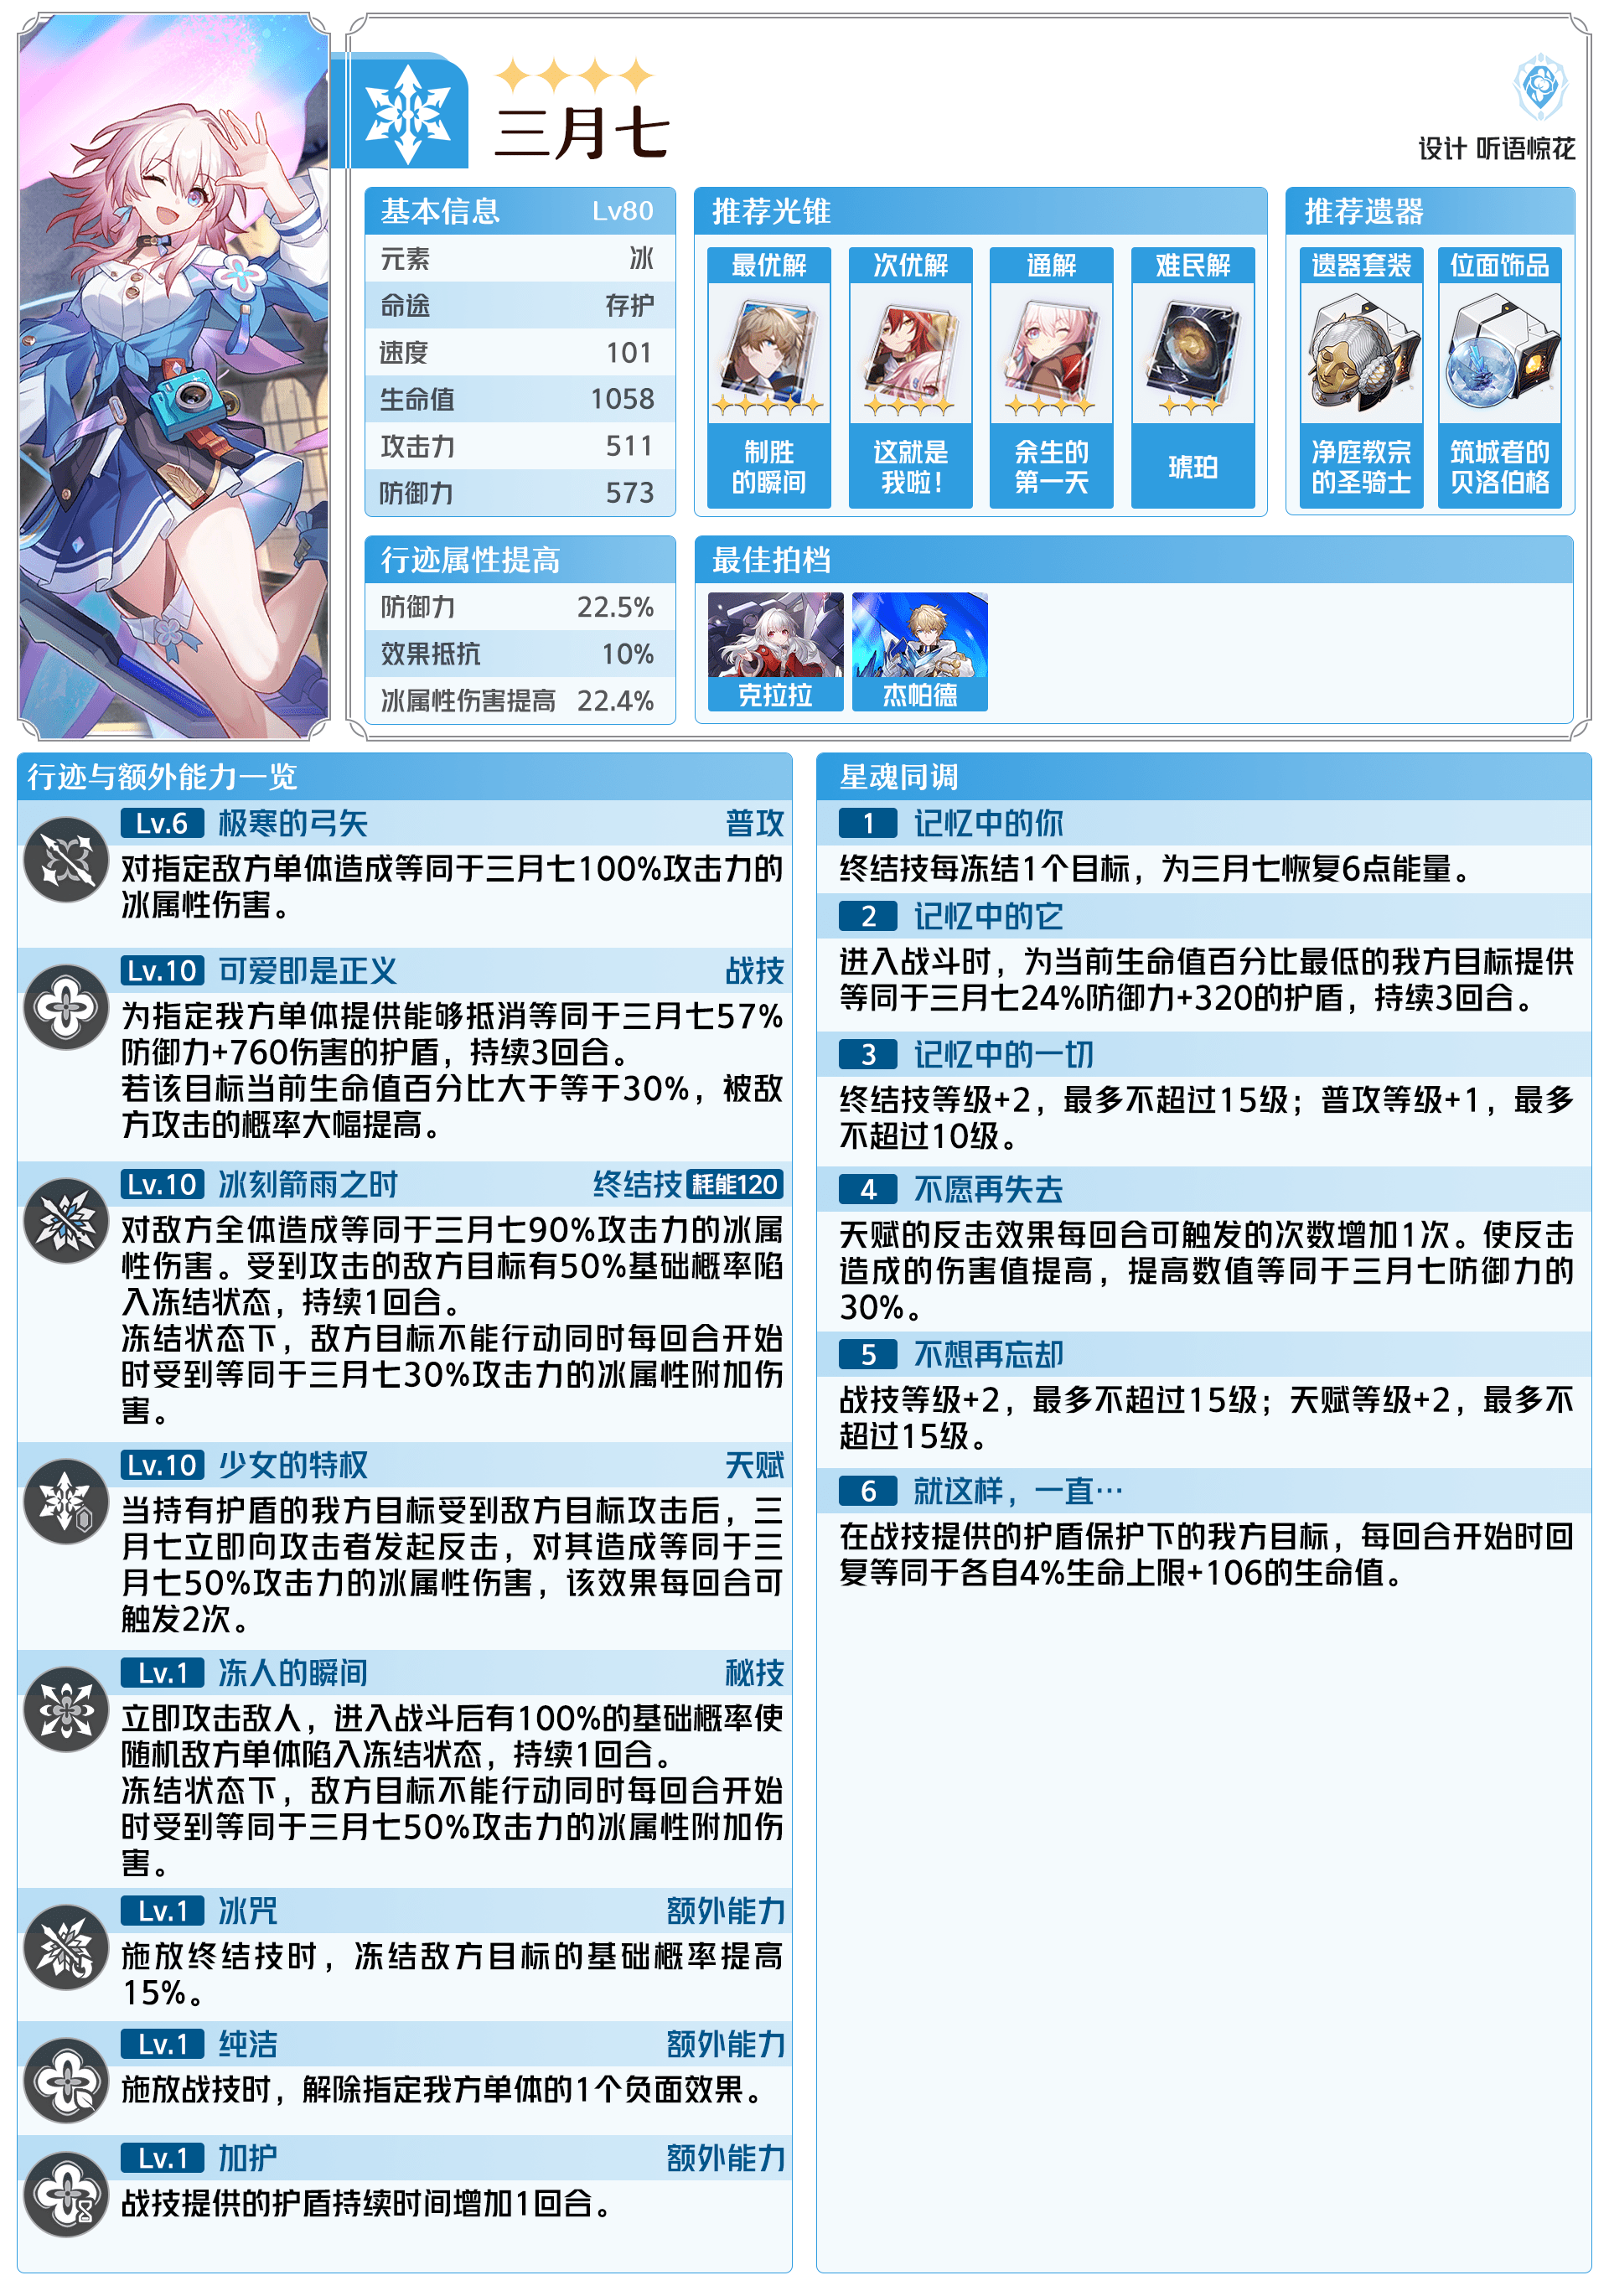 三月七
设计 听语惊花
基本信息 Lv80
元素 冰
命途 存护
速度 101
生命值 1058
攻击力 511
防御力 573
推荐光锥
最优解 次优解 通解 难民解
制胜 这就是 余生的 琥珀
的瞬间 我啦！ 第一天
推荐遗器
遗器套装 位面饰品
净庭教宗 筑城者的
的圣骑士 贝洛伯格
行迹属性提高
防御力 22.5%
效果抵抗 10%
冰属性伤害提高 22.4%
最佳拍档
克拉拉 杰帕德
行迹与额外能力一览
Lv.6 极寒的弓矢 普攻
对指定敌方单体造成等同于三月七100%攻击力的
冰属性伤害。
Lv.10 可爱即是正义 战技
为指定我方单体提供能够抵消等同于三月七57%
防御力+760伤害的护盾，持续3回合。
若该目标当前生命值百分比大于等于30%，被敌
方攻击的概率大幅提高。
Lv.10 冰刻箭雨之时 终结技 耗能120
对敌方全体造成等同于三月七90%攻击力的冰属
性伤害。受到攻击的敌方目标有50%基础概率陷
入冻结状态，持续1回合。
冻结状态下，敌方目标不能行动同时每回合开始
时受到等同于三月七30%攻击力的冰属性附加伤
害。
Lv.10 少女的特权 天赋
当持有护盾的我方目标受到敌方目标攻击后，三
月七立即向攻击者发起反击，对其造成等同于三
月七50%攻击力的冰属性伤害，该效果每回合可
触发2次。
Lv.1 冻人的瞬间 秘技
立即攻击敌人，进入战斗后有100%的基础概率使
随机敌方单体陷入冻结状态，持续1回合。
冻结状态下，敌方目标不能行动同时每回合开始
时受到等同于三月七50%攻击力的冰属性附加伤
害。
Lv.1 冰咒 额外能力
施放终结技时，冻结敌方目标的基础概率提高
15%。
Lv.1 纯洁 额外能力
施放战技时，解除指定我方单体的1个负面效果。
Lv.1 加护 额外能力
战技提供的护盾持续时间增加1回合。
星魂同调
1 记忆中的你
终结技每冻结1个目标，为三月七恢复6点能量。
2 记忆中的它
进入战斗时，为当前生命值百分比最低的我方目标提供
等同于三月七24%防御力+320的护盾，持续3回合。
3 记忆中的一切
终结技等级+2，最多不超过15级；普攻等级+1，最多
不超过10级。
4 不愿再失去
天赋的反击效果每回合可触发的次数增加1次。使反击
造成的伤害值提高，提高数值等同于三月七防御力的
30%。
5 不想再忘却
战技等级+2，最多不超过15级；天赋等级+2，最多不
超过15级。
6 就这样，一直…
在战技提供的护盾保护下的我方目标，每回合开始时回
复等同于各自4%生命上限+106的生命值。